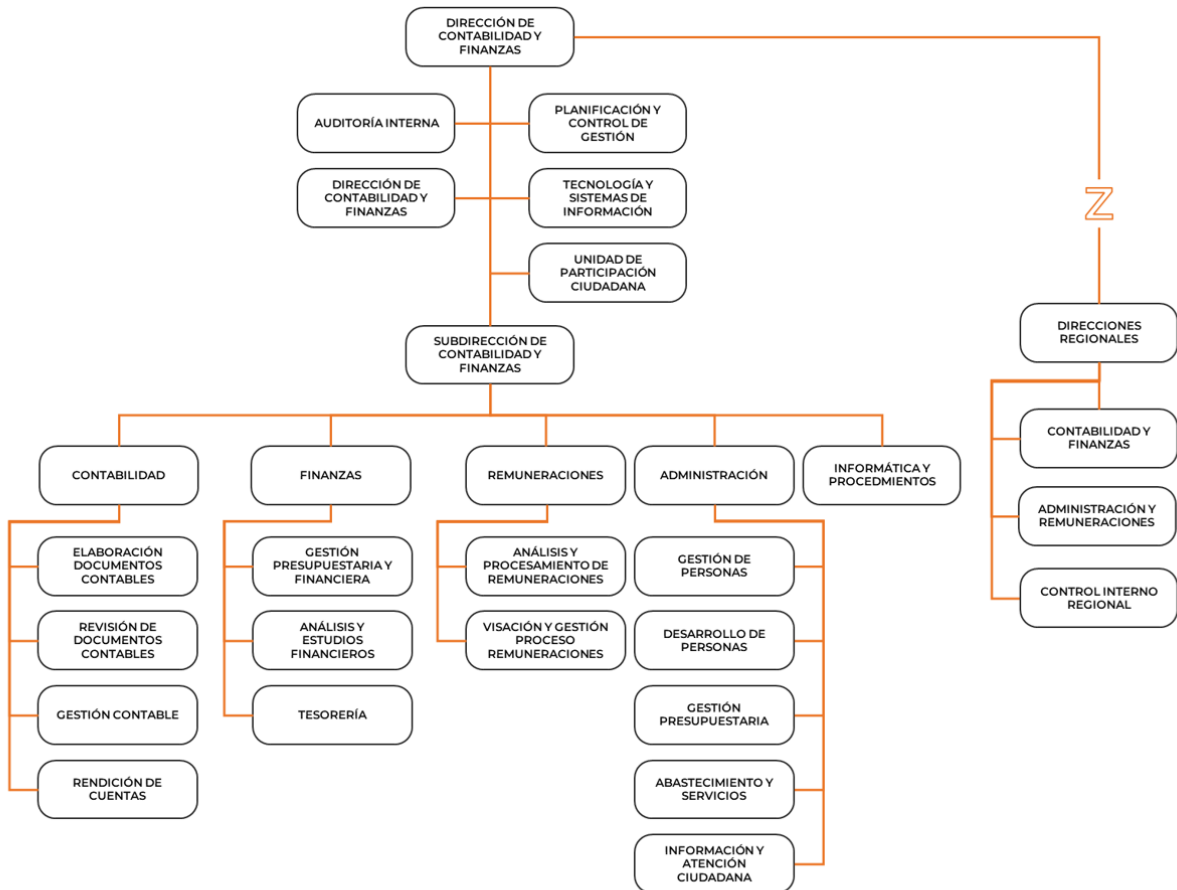 DIRECCIÓN DE
CONTABILIDAD Y
FINANZAS
AUDITORÍA INTERNA
PLANIFICACIÓN Y
CONTROL DE
GESTIÓN
DIRECCIÓN DE
CONTABILIDAD Y
FINANZAS
TECNOLOGÍA Y
SISTEMAS DE
INFORMACIÓN
UNIDAD DE
PARTICIPACIÓN
CIUDADANA
Z
SUBDIRECCIÓN DE
CONTABILIDAD Y
FINANZAS
DIRECCIONES
REGIONALES
CONTABILIDAD Y
FINANZAS
ADMINISTRACIÓN Y
REMUNERACIONES
CONTROL INTERNO
REGIONAL
CONTABILIDAD
ELABORACIÓN
DOCUMENTOS
CONTABLES
REVISIÓN DE
DOCUMENTOS
CONTABLES
GESTIÓN CONTABLE
RENDICIÓN DE
CUENTAS
FINANZAS
GESTIÓN
PRESUPUESTARIA Y
FINANCIERA
ANÁLISIS Y
ESTUDIOS
FINANCIEROS
TESORERÍA
REMUNERACIONES
ANÁLISIS Y
PROCESAMIENTO DE
REMUNERACIONES
VISACIÓN Y GESTIÓN
PROCESO
REMUNERACIONES
ADMINISTRACIÓN
GESTIÓN DE
PERSONAS
DESARROLLO DE
PERSONAS
GESTIÓN
PRESUPUESTARIA
ABASTECIMIENTO Y
SERVICIOS
INFORMACIÓN Y
ATENCIÓN
CIUDADANA
INFORMÁTICA Y
PROCEDMIENTOS